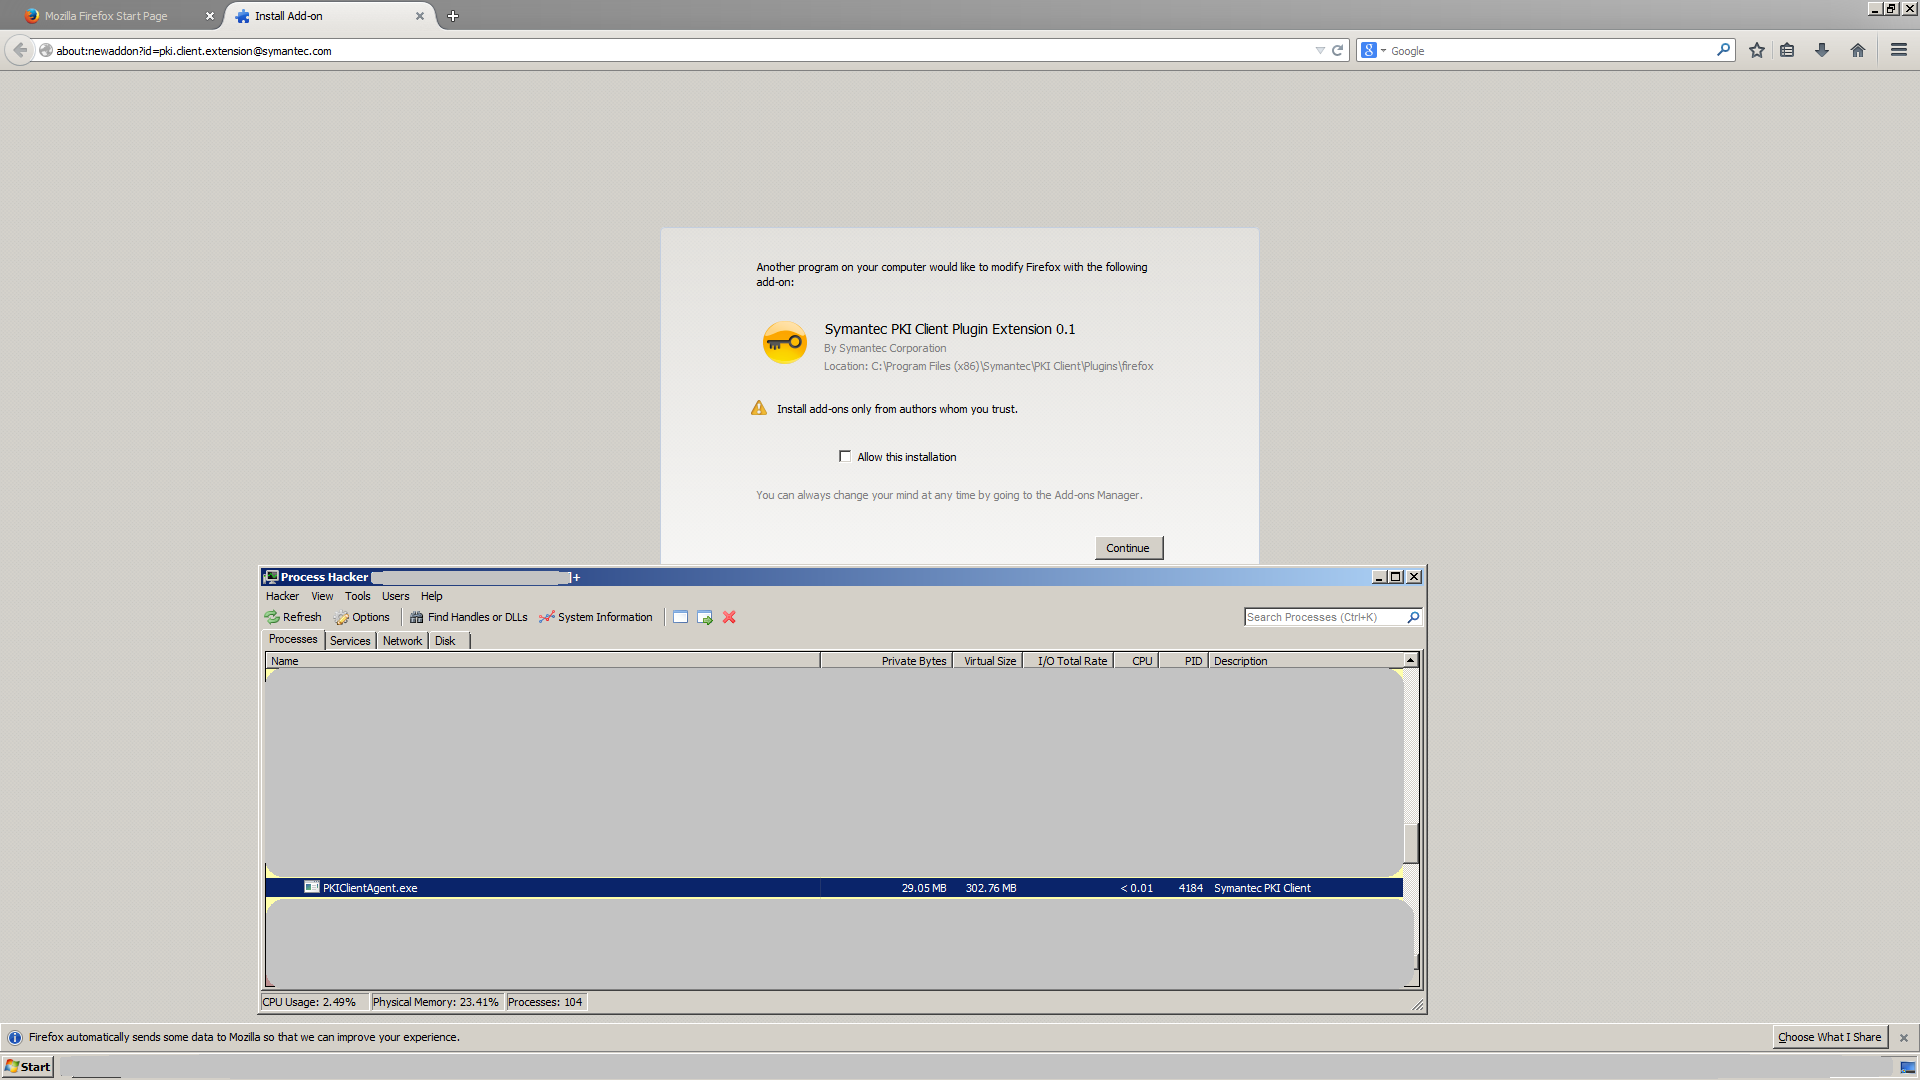 Mozilla Firefox Start Page
Install Add-on
about:newaddon?id=pki.client.extension@symantec.com
8
Google
Another program on your computer would like to modify Firefox with the following
add-on:
Symantec PKI Client Plugin Extension 0.1
By Symantec Corporation
Location: C:\Program Files (x86)\Symantec\PKI Client\Plugins\firefox
Install add-ons only from authors whom you trust.
Allow this installation
You can always change your mind at any time by going to the Add-ons Manager.
Continue
Process Hacker ]+
Hacker View Tools Users Help
Refresh Options Find Handles or DLLs System Information
Search Processes (Ctrl+K)
Processes Services Network Disk
Name Private Bytes Virtual Size I/O Total Rate CPU PID Description
PKIClientAgent.exe 29.05 MB 302.76 MB < 0.01 4184 Symantec PKI Client
CPU Usage: 2.49% Physical Memory: 23.41% Processes: 104
Firefox automatically sends some data to Mozilla so that we can improve your experience.
Choose What I Share
Start